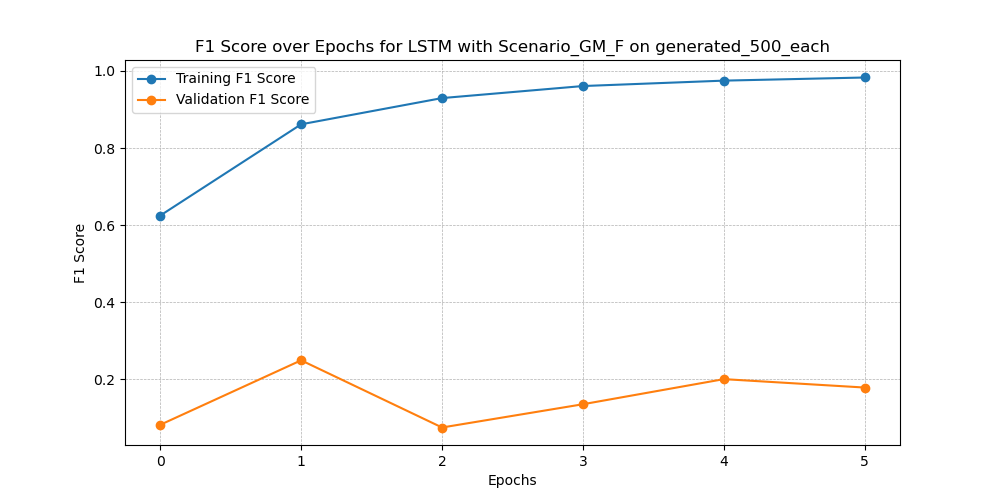 F1 Score over Epochs for LSTM with Scenario_GM_F on generated_500_each
Training F1 Score
Validation F1 Score
F1 Score
1.0
0.8
0.6
0.4
0.2
0 1 2 3 4 5
Epochs